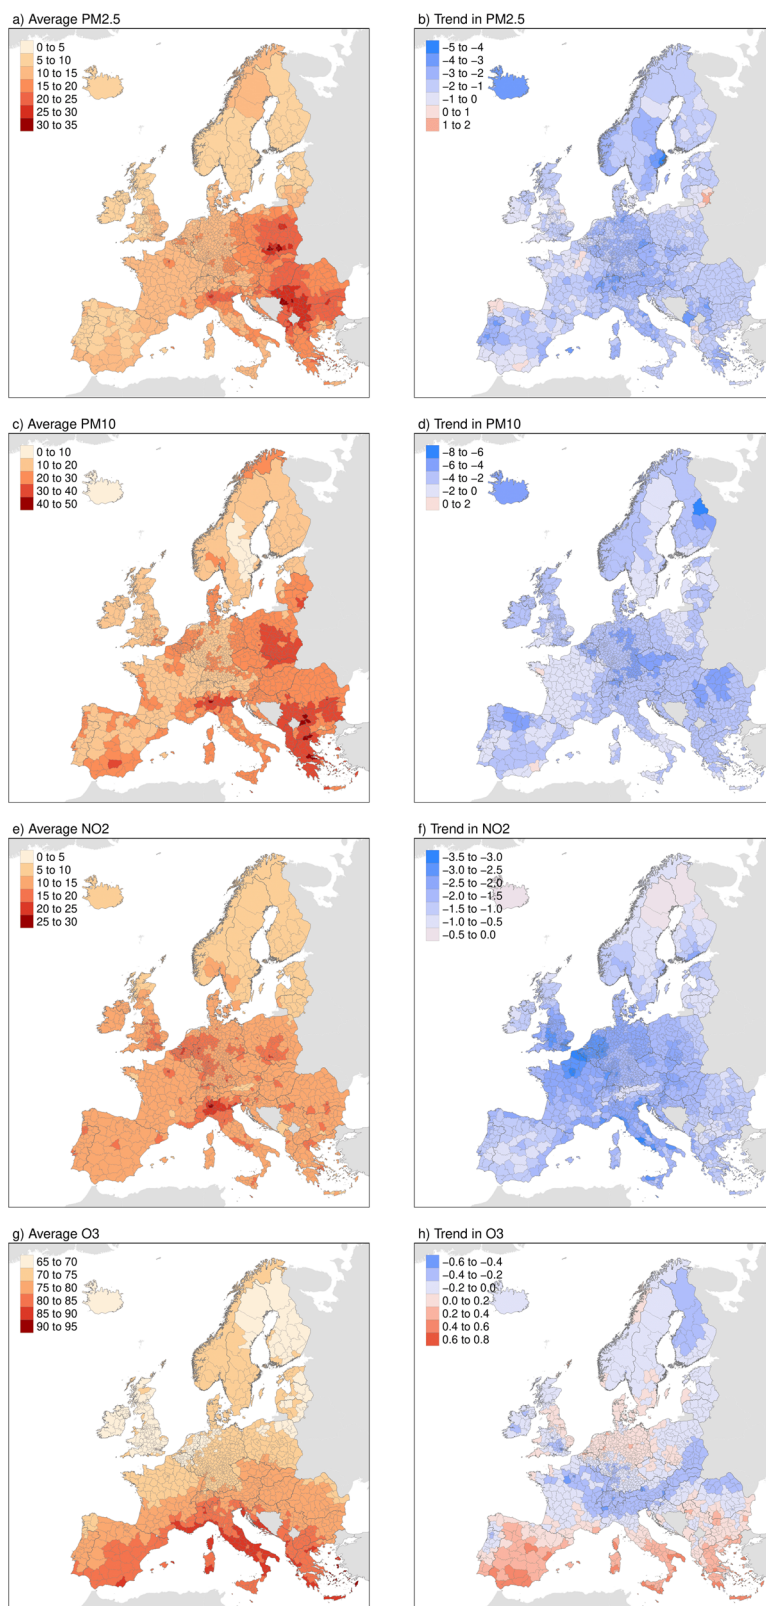 a) Average PM2.5
0 to 5
5 to 10
10 to 15
15 to 20
20 to 25
25 to 30
30 to 35
b) Trend in PM2.5
−5 to −4
−4 to −3
−3 to −2
−2 to −1
−1 to 0
0 to 1
1 to 2
c) Average PM10
0 to 10
10 to 20
20 to 30
30 to 40
40 to 50
d) Trend in PM10
−8 to −6
−6 to −4
−4 to −2
−2 to 0
0 to 2
e) Average NO2
0 to 5
5 to 10
10 to 15
15 to 20
20 to 25
25 to 30
f) Trend in NO2
−3.5 to −3.0
−3.0 to −2.5
−2.5 to −2.0
−2.0 to −1.5
−1.5 to −1.0
−1.0 to −0.5
−0.5 to 0.0
g) Average O3
65 to 70
70 to 75
75 to 80
80 to 85
85 to 90
90 to 95
h) Trend in O3
−0.6 to −0.4
−0.4 to −0.2
−0.2 to 0.0
0.0 to 0.2
0.2 to 0.4
0.4 to 0.6
0.6 to 0.8